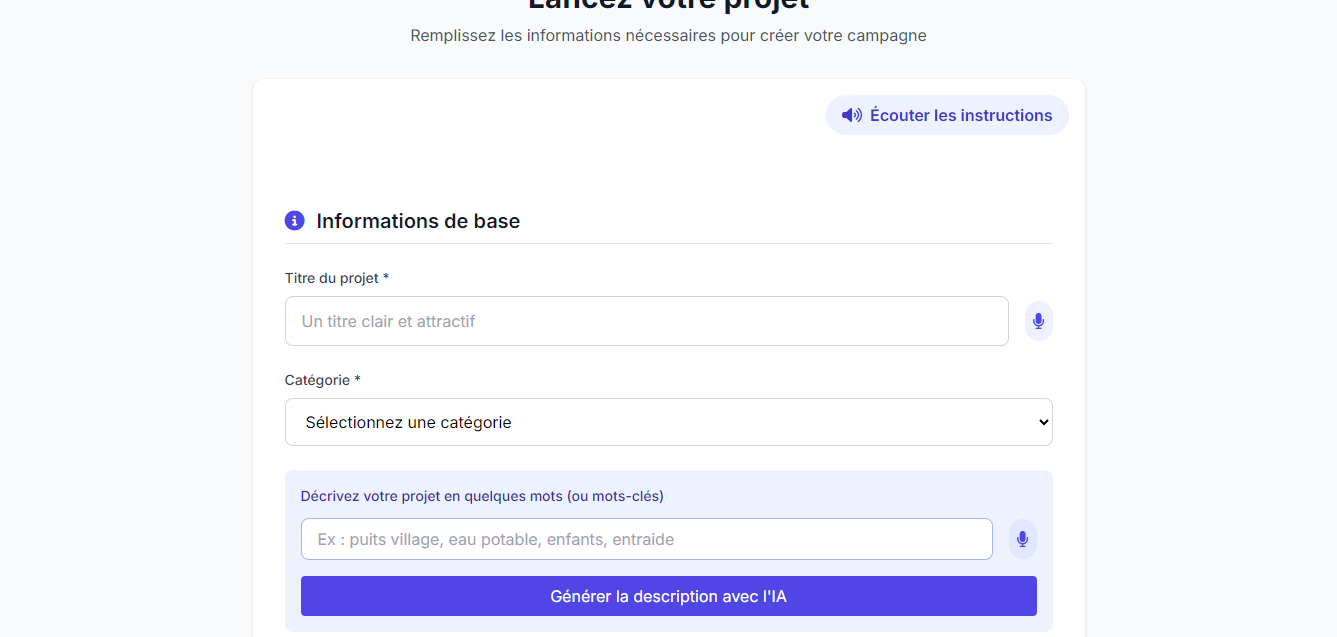 Lancez votre projet
Remplissez les informations nécessaires pour créer votre campagne
Écouter les instructions
Informations de base
Titre du projet *
Un titre clair et attractif
Catégorie *
Sélectionnez une catégorie
Décrivez votre projet en quelques mots (ou mots-clés)
Ex : puits village, eau potable, enfants, entraide
Générer la description avec l'IA